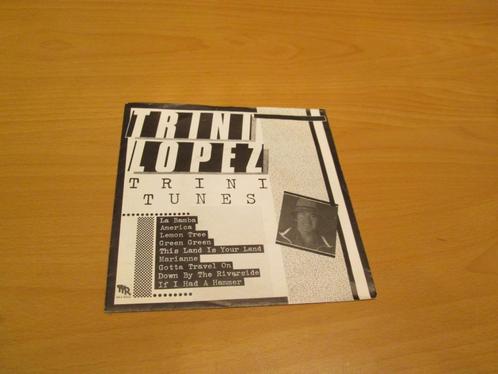 TRINI
LOPEZ
TRINI
TUNES
La Bamba
America
Lemon Tree
Green Green
This Land Is Your Land
Marianne
Gotta Travel On
Down By The Riverside
If I Had A Hammer